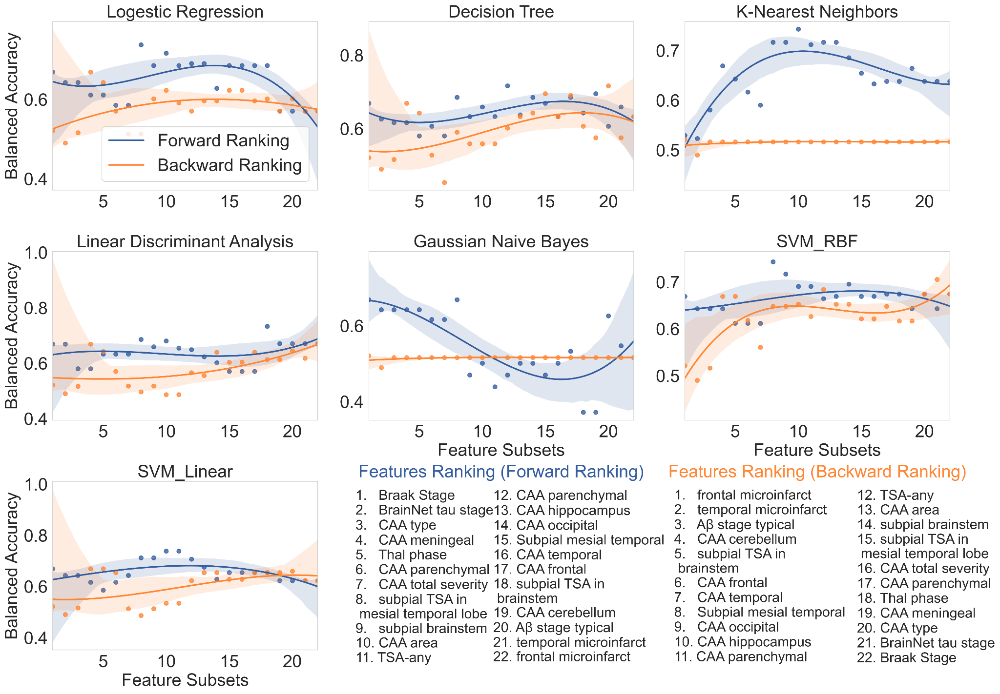 Logestic Regression
Decision Tree
K-Nearest Neighbors
Balanced Accuracy
0.6
0.4
5 10 15 20
Forward Ranking
Backward Ranking
0.8
0.6
5 10 15 20
0.7
0.6
0.5
5 10 15 20
Linear Discriminant Analysis
Gaussian Naive Bayes
SVM_RBF
Balanced Accuracy
1.0
0.8
0.6
0.4
5 10 15 20
0.6
0.4
5 10 15 20
Feature Subsets
0.7
0.6
0.5
5 10 15 20
Feature Subsets
SVM_Linear
Balanced Accuracy
1.0
0.8
0.6
0.4
5 10 15 20
Feature Subsets
Features Ranking (Forward Ranking)
1. Braak Stage
2. BrainNet tau stage
3. CAA type
4. CAA meningeal
5. Thal phase
6. CAA parenchymal
7. CAA total severity
8. subpial TSA in
mesial temporal lobe
9. subpial brainstem
10. CAA area
11. TSA-any
12. CAA parenchymal
13. CAA hippocampus
14. CAA occipital
15. Subpial mesial temporal
16. CAA temporal
17. CAA frontal
18. subpial TSA in
brainstem
19. CAA cerebellum
20. Aβ stage typical
21. temporal microinfarct
22. frontal microinfarct
Features Ranking (Backward Ranking)
1. frontal microinfarct
2. temporal microinfarct
3. Aβ stage typical
4. CAA cerebellum
5. subpial TSA in
brainstem
6. CAA frontal
7. CAA temporal
8. Subpial mesial temporal
9. CAA occipital
10. CAA hippocampus
11. CAA parenchymal
12. TSA-any
13. CAA area
14. subpial brainstem
15. subpial TSA in
mesial temporal lobe
16. CAA total severity
17. CAA parenchymal
18. Thal phase
19. CAA meningeal
20. CAA type
21. BrainNet tau stage
22. Braak Stage